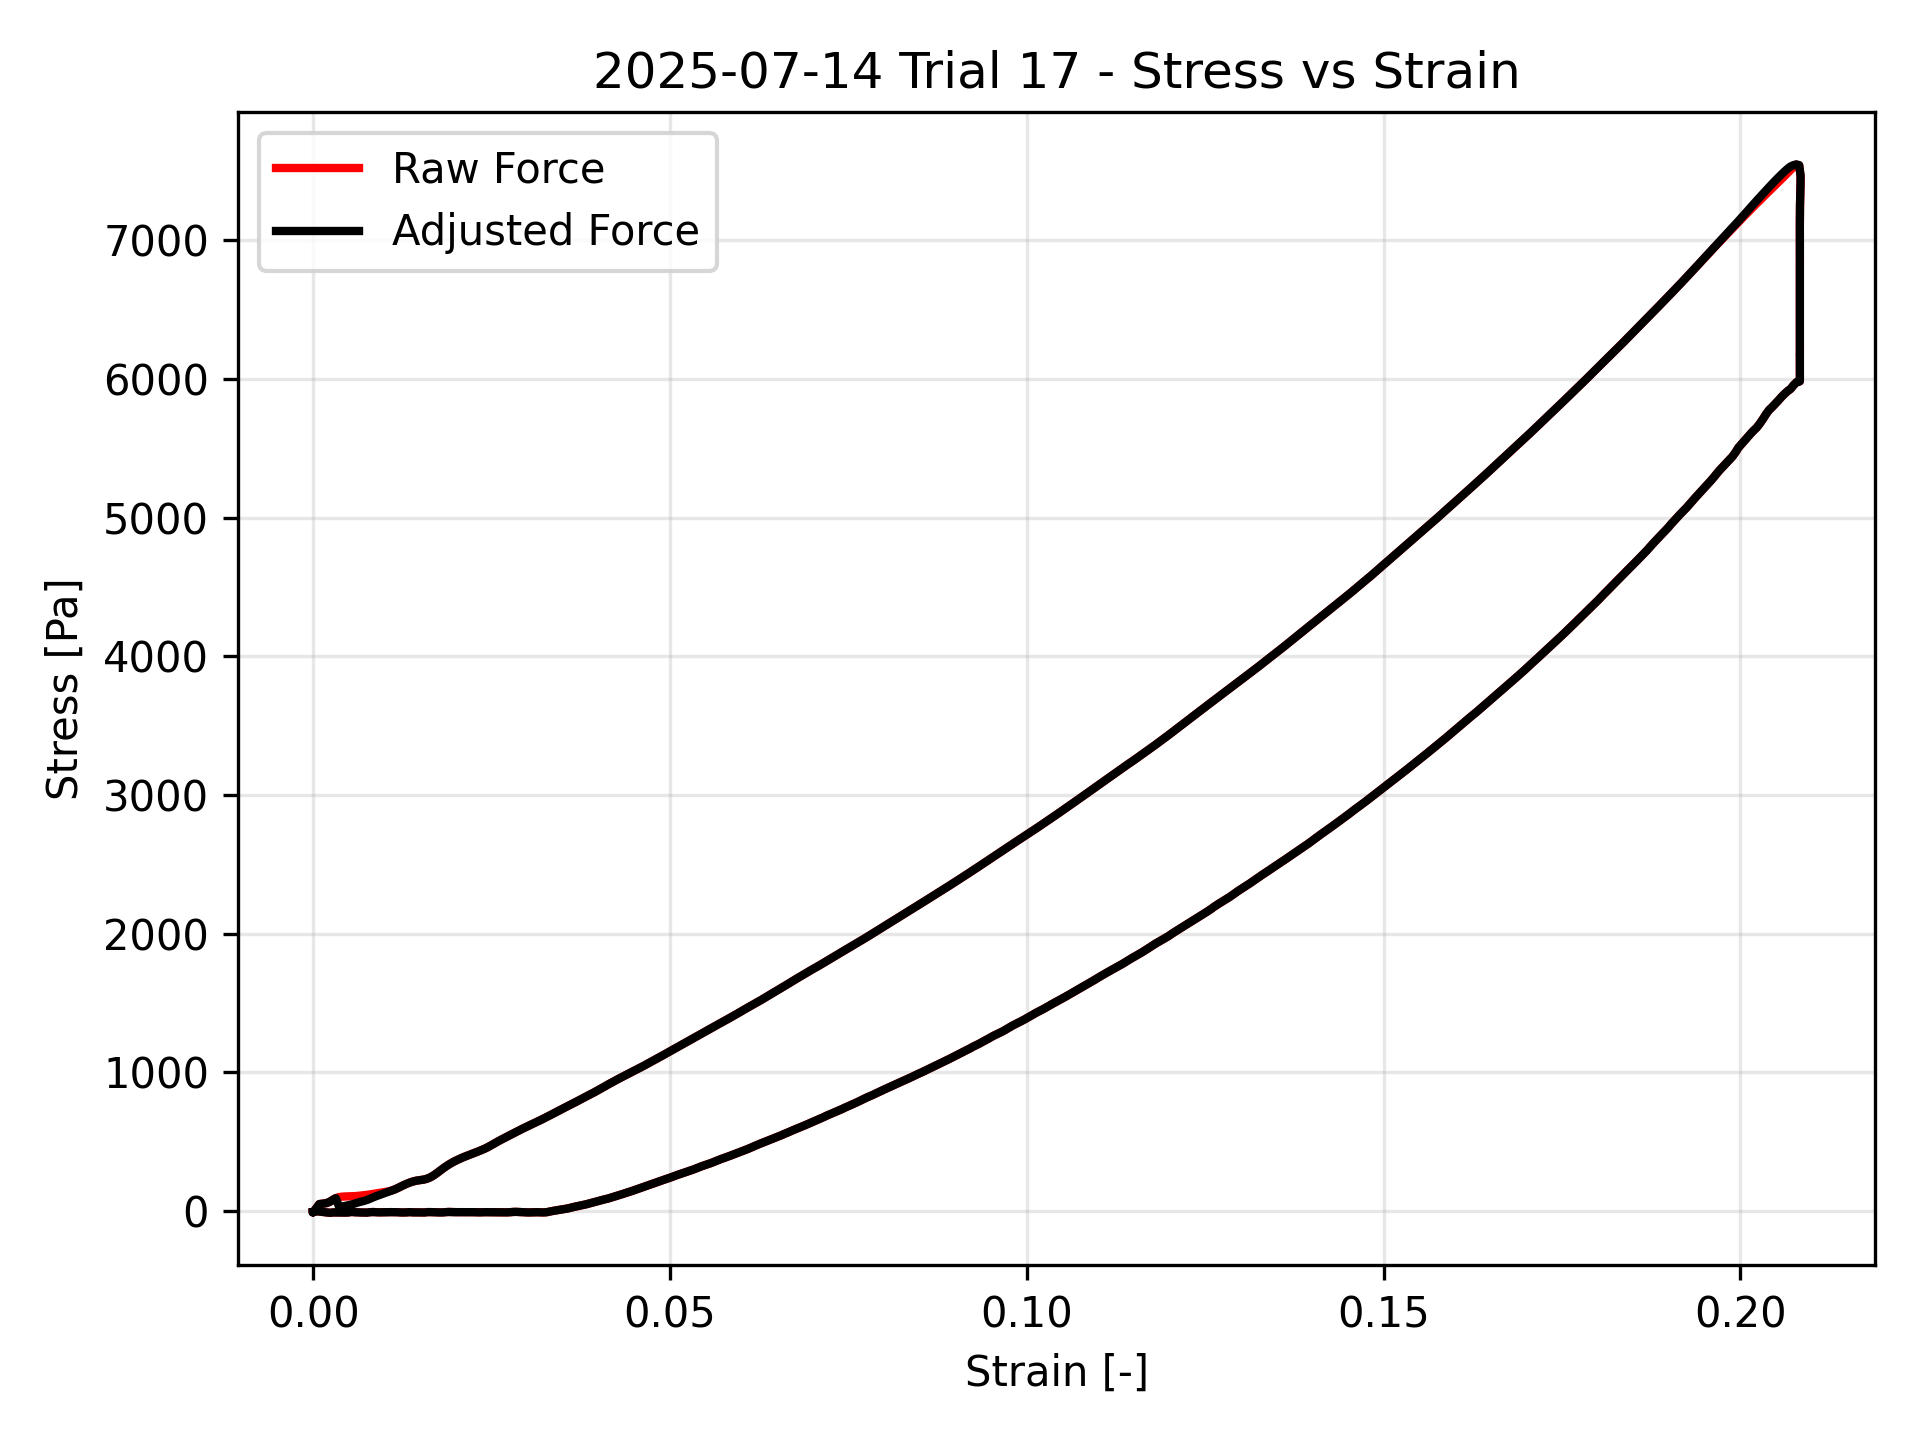 2025-07-14 Trial 17 - Stress vs Strain
Raw Force
Adjusted Force
7000
6000
5000
4000
3000
2000
1000
0
Stress [Pa]
0.00
0.05
0.10
0.15
0.20
Strain [-]